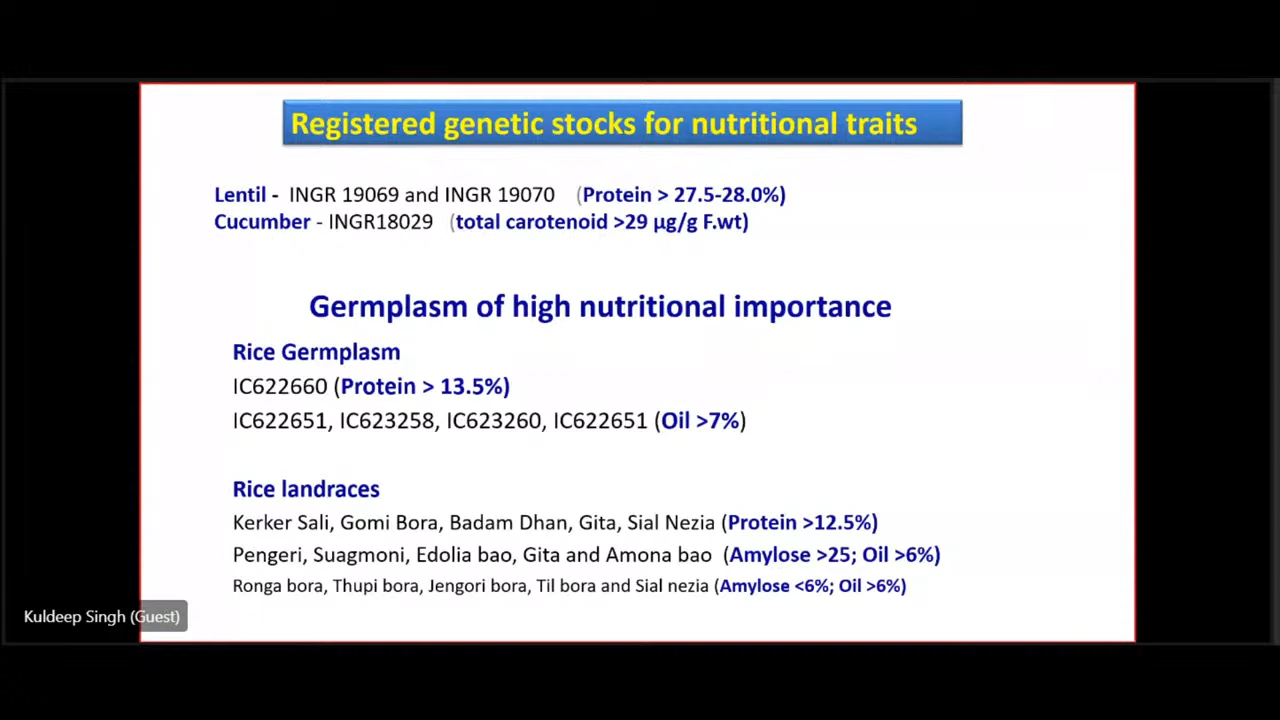 Registered genetic stocks for nutritional traits
Lentil - INGR 19069 and INGR 19070 (Protein > 27.5-28.0%)
Cucumber - INGR18029 (total carotenoid >29 µg/g F.wt)
Germplasm of high nutritional importance
Rice Germplasm
IC622660 (Protein > 13.5%)
IC622651, IC623258, IC623260, IC622651 (Oil >7%)
Rice landraces
Kerker Sali, Gomi Bora, Badam Dhan, Gita, Sial Nezia (Protein >12.5%)
Pengeri, Suagmoni, Edolia bao, Gita and Amona bao (Amylose >25; Oil >6%)
Ronga bora, Thupi bora, Jengori bora, Til bora and Sial nezia (Amylose <6%; Oil >6%)
Kuldeep Singh (Guest)